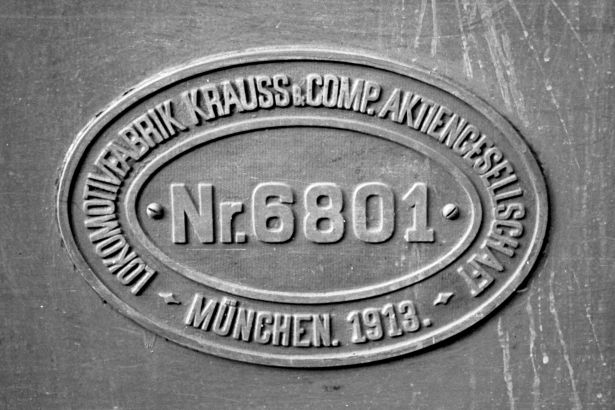 LOKOMOTIVFABRIK KRAUSS & COMP. AKTIENGESELLSCHAFT
Nr. 6801
MÜNCHEN. 1913.